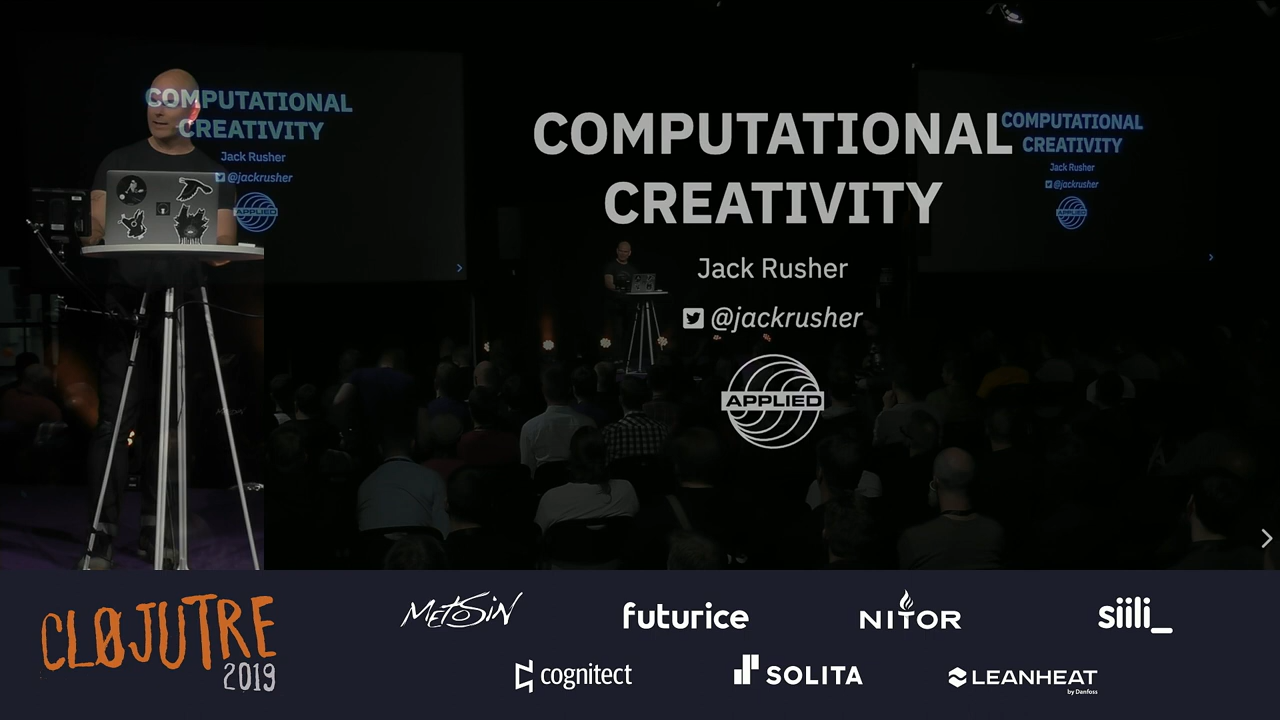 COMPUTATIONAL
CREATIVITY
Jack Rusher
@jackrusher
APPLIED
COMPUTATIONAL
CREATIVITY
Jack Rusher
@jackrusher
APPLIED
COMPUTATIONAL
CREATIVITY
Jack Rusher
@jackrusher
APPLIED
CLØJUTRE
2019
METOSIN
futurice
NITOR
siili_
cognitect
SOLITA
LEANHEAT
by Danfoss